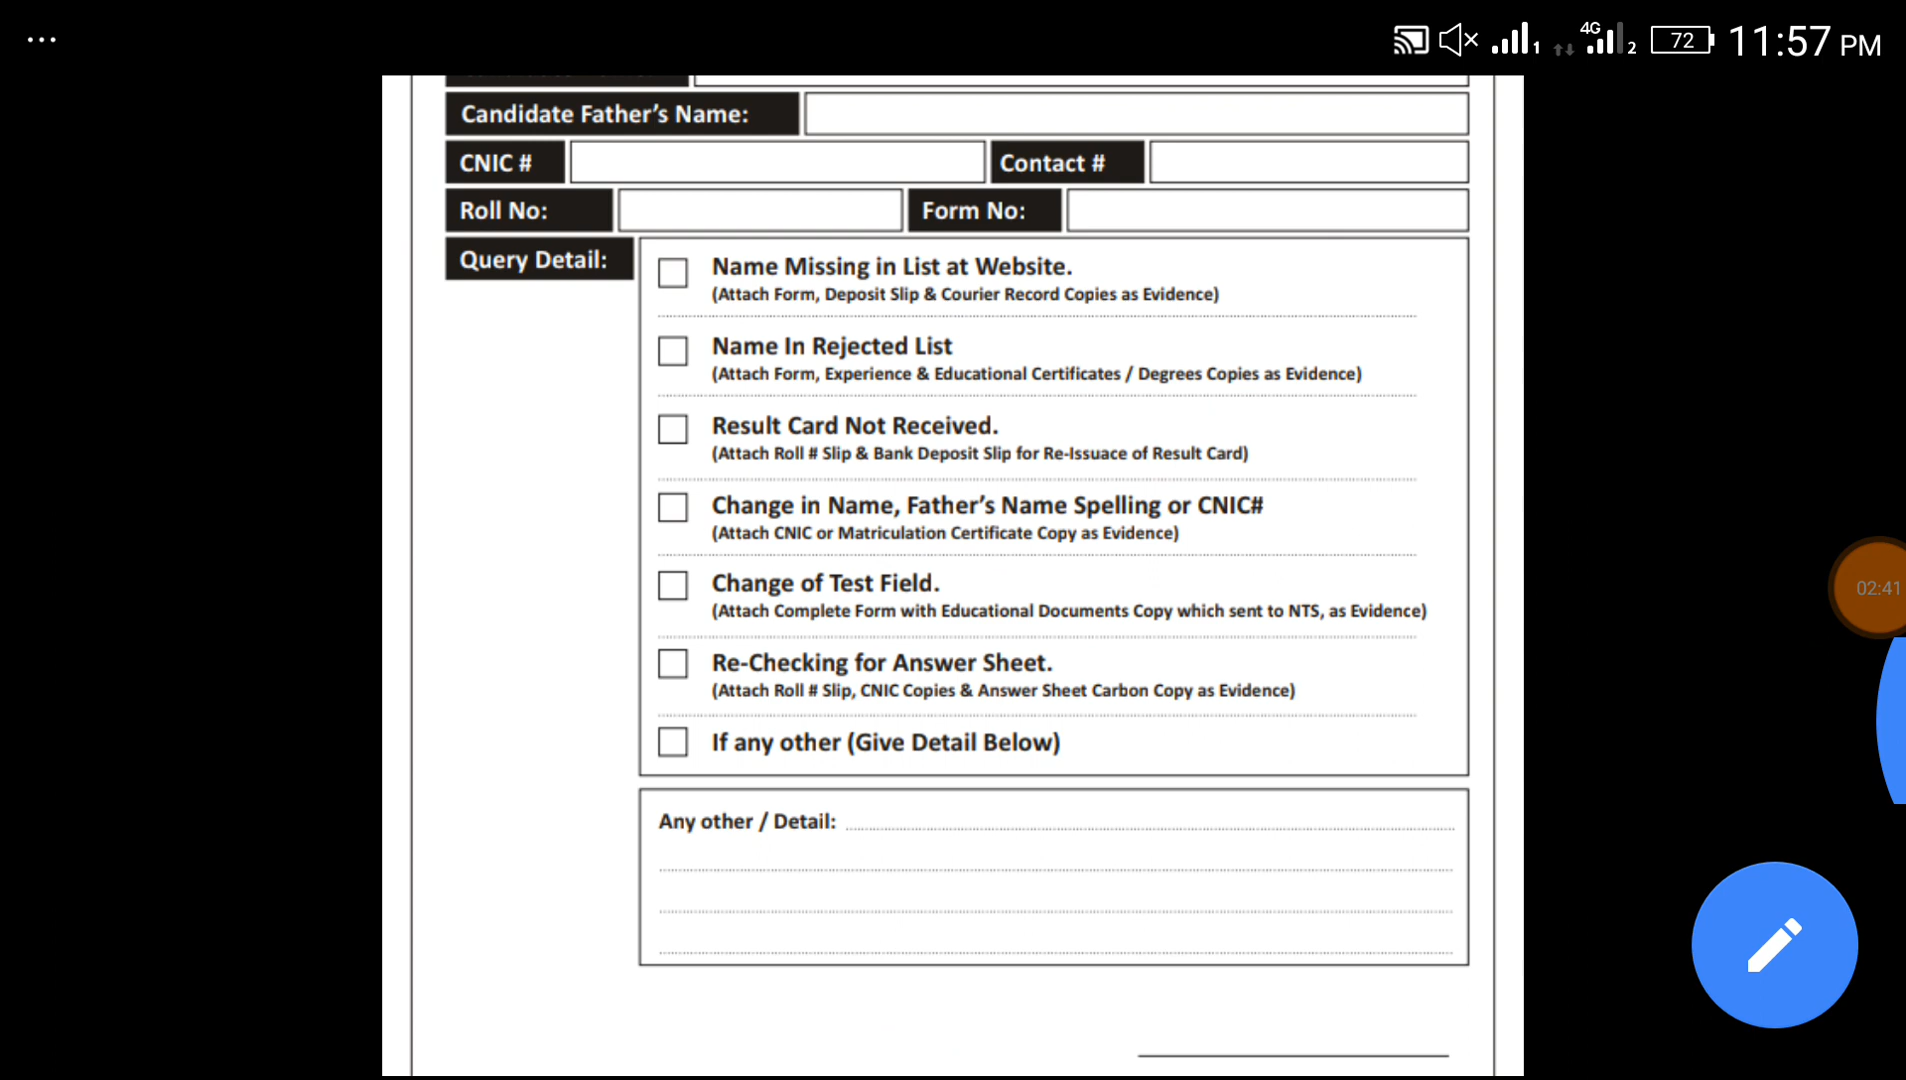 ... 1 4G 2 72 11:57 PM
Candidate Father's Name:
CNIC # Contact #
Roll No: Form No:
Query Detail:
Name Missing in List at Website.
(Attach Form, Deposit Slip & Courier Record Copies as Evidence)
Name In Rejected List
(Attach Form, Experience & Educational Certificates / Degrees Copies as Evidence)
Result Card Not Received.
(Attach Roll # Slip & Bank Deposit Slip for Re-Issuace of Result Card)
Change in Name, Father's Name Spelling or CNIC#
(Attach CNIC or Matriculation Certificate Copy as Evidence)
Change of Test Field.
(Attach Complete Form with Educational Documents Copy which sent to NTS, as Evidence)
02:41
Re-Checking for Answer Sheet.
(Attach Roll # Slip, CNIC Copies & Answer Sheet Carbon Copy as Evidence)
If any other (Give Detail Below)
Any other / Detail: